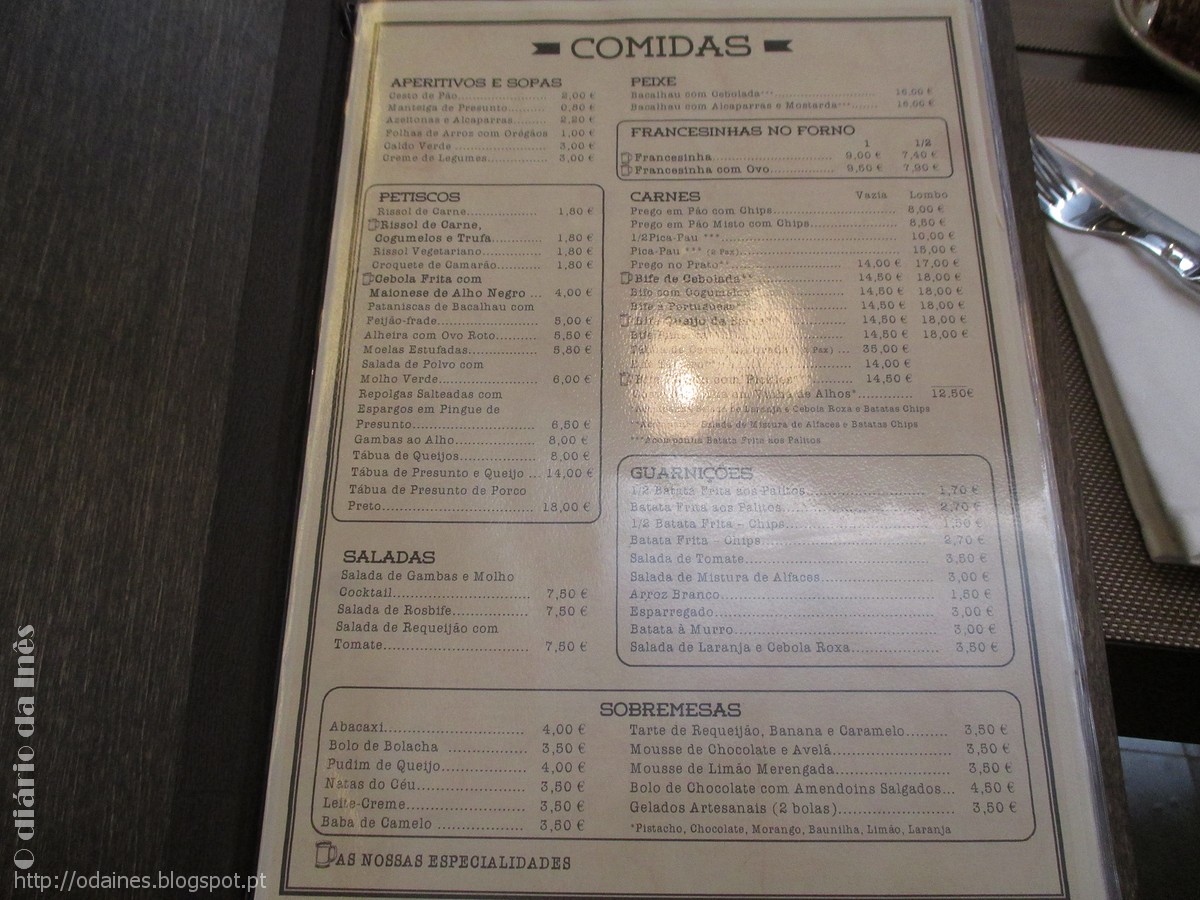 COMIDAS
APERITIVOS E SOPAS
Cesto de Pão........................ 2,00 €
Manteiga de Presunto.......... 0,80 €
Azeitonas e Alcaparras......... 2,20 €
Folhas de Arroz com Orégãos 1,00 €
Caldo Verde .......................... 3,00 €
Creme de Legumes................ 3,00 €
PETISCOS
Rissol de Carne................... 1,80 €
Rissol de Carne,
Cogumelos e Trufa............. 1,80 €
Rissol Vegetariano.............. 1,80 €
Croquete de Camarão.......... 1,80 €
Cebola Frita com
Maionese de Alho Negro ... 4,00 €
Pataniscas de Bacalhau com
Feijão-frade........................... 5,00 €
Alheira com Ovo Roto........... 5,50 €
Moelas Estufadas.................. 5,80 €
Salada de Polvo com
Molho Verde.......................... 6,00 €
Repolgas Salteadas com
Espargos em Pingue de
Presunto................................ 6,50 €
Gambas ao Alho..................... 8,00 €
Tábua de Queijos................... 8,00 €
Tábua de Presunto e Queijo ... 14,00 €
Tábua de Presunto de Porco
Preto...................................... 18,00 €
SALADAS
Salada de Gambas e Molho
Cocktail.................................. 7,50 €
Salada de Rosbife................... 7,50 €
Salada de Requeijão com
Tomate................................... 7,50 €
PEIXE
Bacalhau com Cebolada***............................
Bacalhau com Alcaparras e Mostarda***.......
FRANCESINHAS NO FORNO
1 1/2
Francesinha................................ 9,00 € 7,40 €
Francesinha com Ovo.................... 9,50 € 7,90 €
CARNES Vazia Lombo
Prego em Pão com Chips................................. 8,00 €
Prego em Pão Misto com Chips....................... 8,50 €
1/2Pica-Pau ***................................................ 10,00 €
Pica-Pau *** (2 Pax)........................................... 15,00 €
Prego no Prato**................................ 14,00 € 17,00 €
Bife de Cebolada**............................ 14,50 € 18,00 €
Bife com Cogumelos 14,50 € 18,00 €
Bife à Portuguesa 14,50 € 18,00 €
Queijo da 14,50 € 18,00 €
14,50 € 18,00 €
Pax) ... 35,00 €
14,00 €
com 14,50 €
de Alhos*.............. 12,50€
de Laranja e Cebola Roxa e Batatas Chips
Salada de Mistura de Alfaces e Batatas Chips
***Acompanha Batata Frita aos Palitos
GUARNIÇÕES
1/2 Batata Frita aos Palitos............................ 1,70 €
Batata Frita aos Palitos................................... 2,70 €
1/2 Batata Frita - Chips................................... 1,50 €
Batata Frita - Chips......................................... 2,70 €
Salada de Tomate............................................ 3,50 €
Salada de Mistura de Alfaces.......................... 3,00 €
Arroz Branco................................................... 1,50 €
Esparregado.................................................... 3,00 €
Batata à Murro................................................ 3,00 €
Salada de Laranja e Cebola Roxa.................... 3,50 €
SOBREMESAS
Abacaxi.................................... 4,00 €
Bolo de Bolacha ...................... 3,50 €
Pudim de Queijo...................... 4,00 €
Natas do Céu............................ 3,50 €
Leite-Creme.............................. 3,50 €
Baba de Camelo ........................ 3,50 €
Tarte de Requeijão, Banana e Caramelo......... 3,50 €
Mousse de Chocolate e Avelã........................... 3,50 €
Mousse de Limão Merengada.......................... 3,50 €
Bolo de Chocolate com Amendoins Salgados... 4,50 €
Gelados Artesanais (2 bolas).......................... 3,50 €
*Pistacho, Chocolate, Morango, Baunilha, Limão, Laranja
AS NOSSAS ESPECIALIDADES
O diário da Inês
http://odaines.blogspot.pt